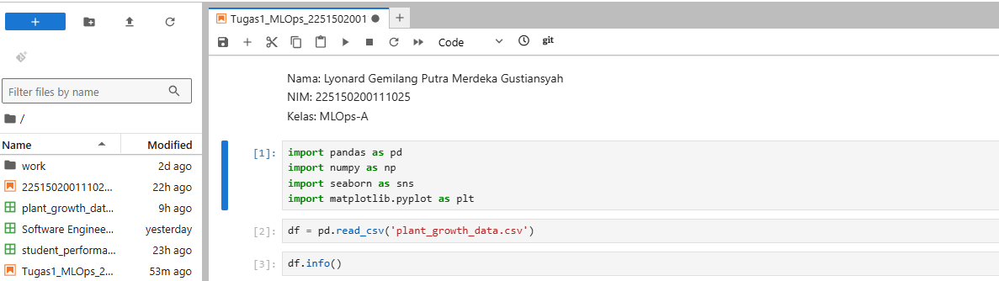 Tugas1_MLOps_2251502001
Code
git
Filter files by name
/
Name Modified
work 2d ago
22515020011102... 22h ago
plant_growth_dat... 9h ago
Software Enginee... yesterday
student_performa... 23h ago
Tugas1_MLOps_2... 53m ago
Nama: Lyonard Gemilang Putra Merdeka Gustiansyah
NIM: 225150200111025
Kelas: MLOps-A
[1]: import pandas as pd
import numpy as np
import seaborn as sns
import matplotlib.pyplot as plt
[2]: df = pd.read_csv('plant_growth_data.csv')
[3]: df.info()